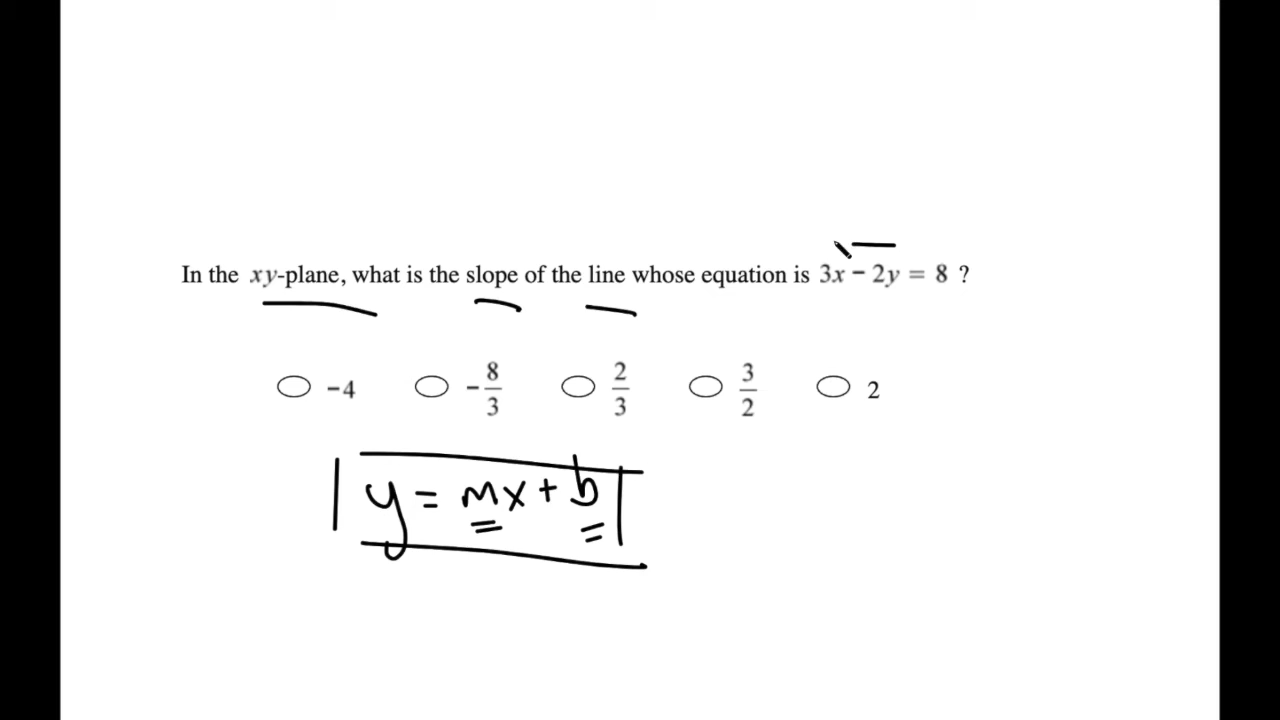 In the xy-plane, what is the slope of the line whose equation is 3x − 2y = 8 ?
−4 −8/3 2/3 3/2 2
y = mx + b